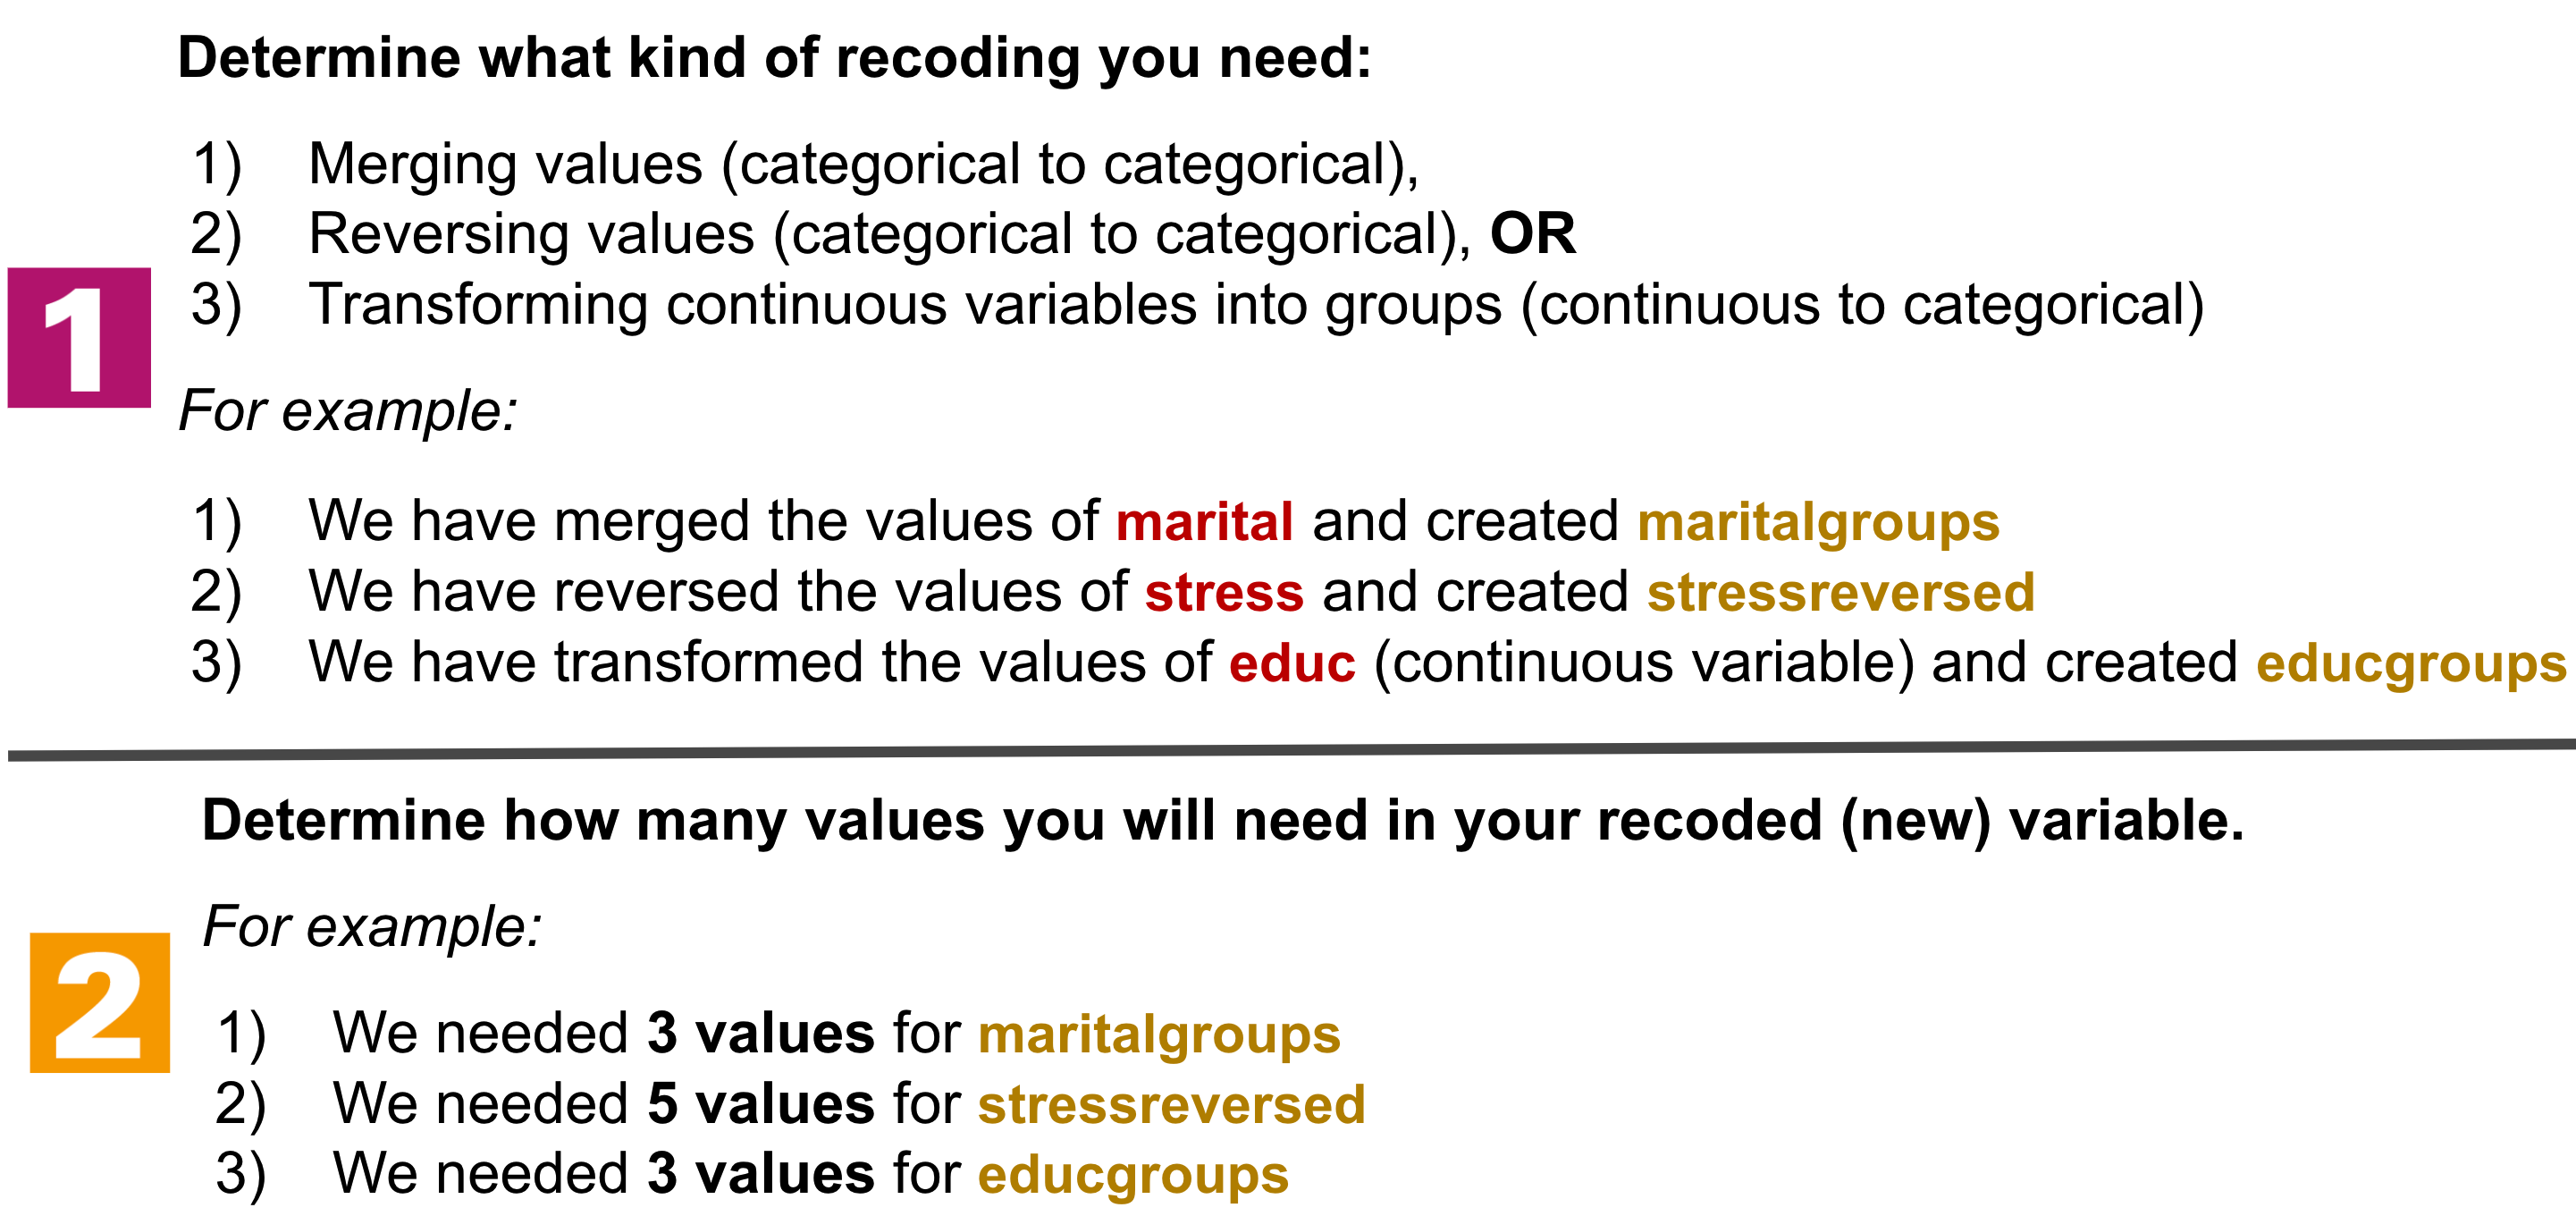 Determine what kind of recoding you need:
1) Merging values (categorical to categorical),
2) Reversing values (categorical to categorical), OR
3) Transforming continuous variables into groups (continuous to categorical)
1
For example:
1) We have merged the values of marital and created maritalgroups
2) We have reversed the values of stress and created stressreversed
3) We have transformed the values of educ (continuous variable) and created educgroups
Determine how many values you will need in your recoded (new) variable.
For example:
2
1) We needed 3 values for maritalgroups
2) We needed 5 values for stressreversed
3) We needed 3 values for educgroups